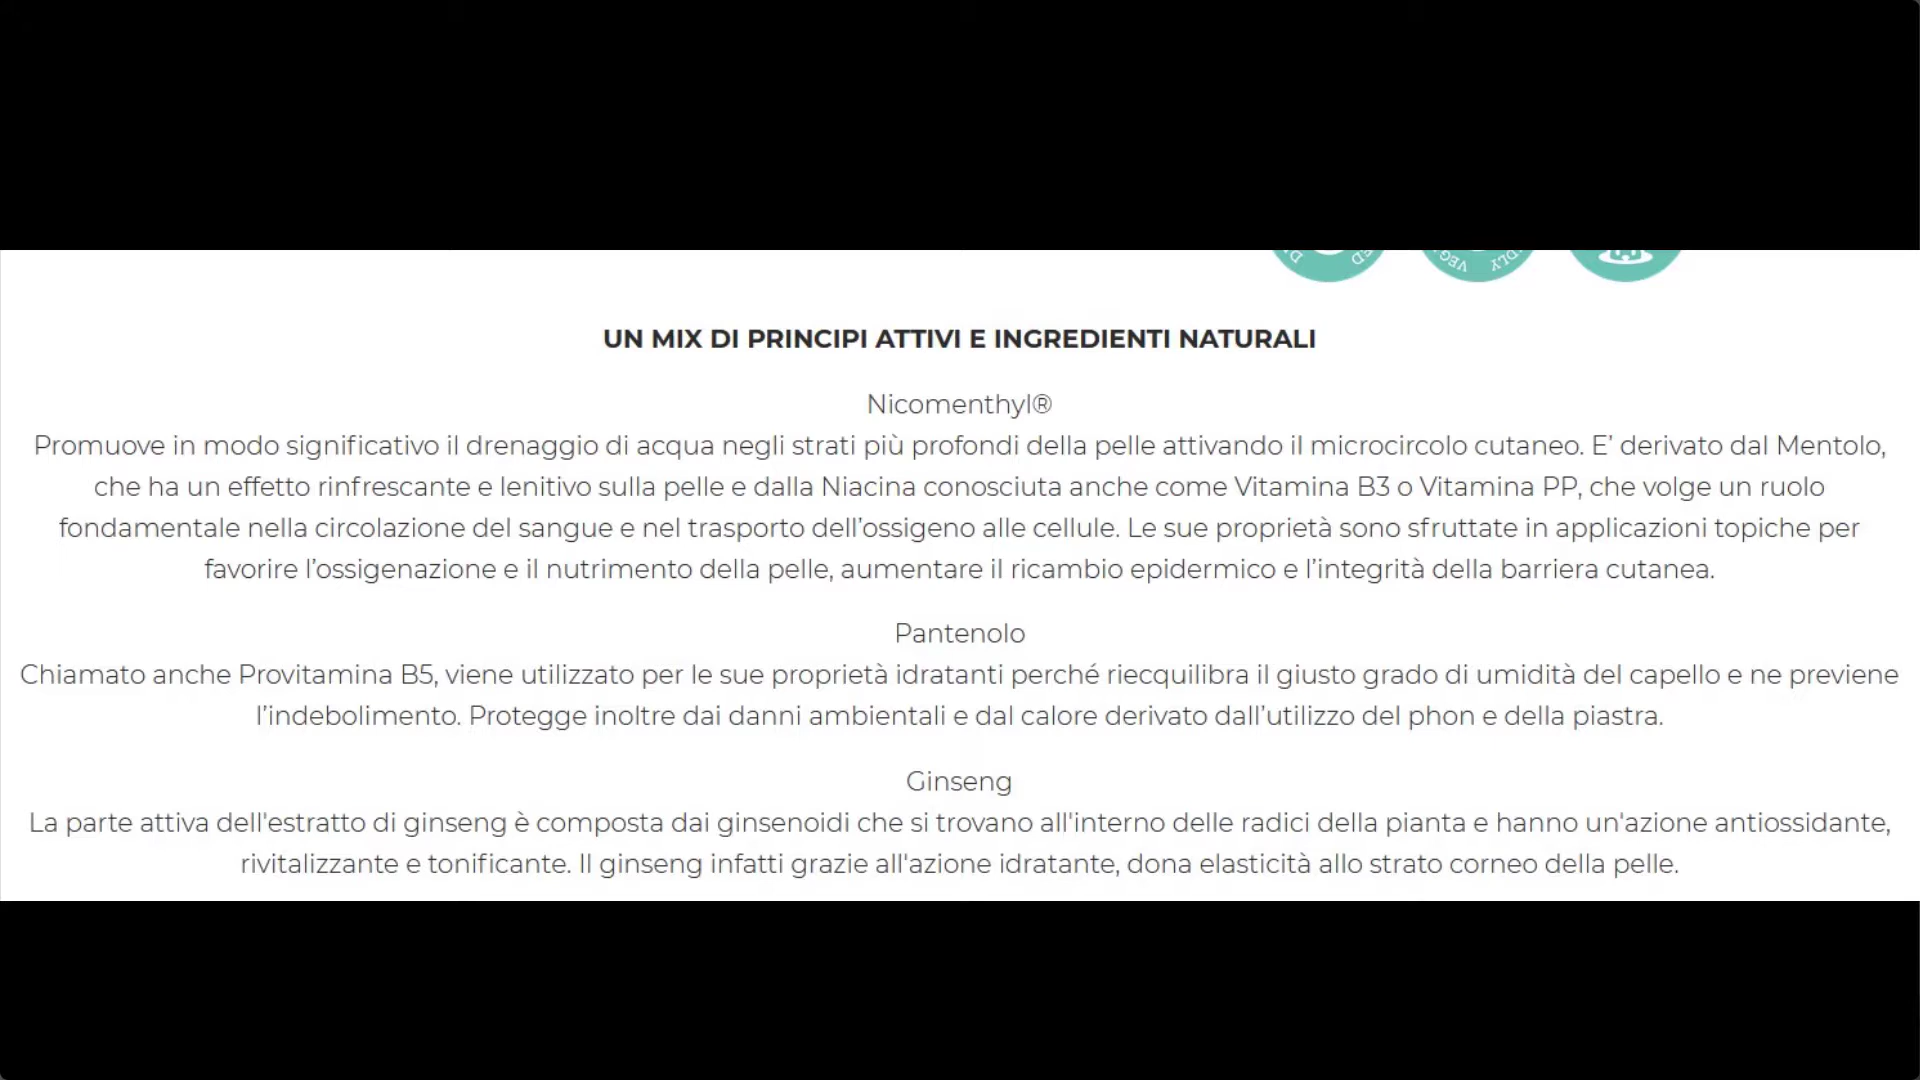 UN MIX DI PRINCIPI ATTIVI E INGREDIENTI NATURALI
Nicomenthyl®
Promuove in modo significativo il drenaggio di acqua negli strati più profondi della pelle attivando il microcircolo cutaneo. E’ derivato dal Mentolo,
che ha un effetto rinfrescante e lenitivo sulla pelle e dalla Niacina conosciuta anche come Vitamina B3 o Vitamina PP, che volge un ruolo
fondamentale nella circolazione del sangue e nel trasporto dell’ossigeno alle cellule. Le sue proprietà sono sfruttate in applicazioni topiche per
favorire l’ossigenazione e il nutrimento della pelle, aumentare il ricambio epidermico e l’integrità della barriera cutanea.
Pantenolo
Chiamato anche Provitamina B5, viene utilizzato per le sue proprietà idratanti perché riecquilibra il giusto grado di umidità del capello e ne previene
l’indebolimento. Protegge inoltre dai danni ambientali e dal calore derivato dall’utilizzo del phon e della piastra.
Ginseng
La parte attiva dell'estratto di ginseng è composta dai ginsenoidi che si trovano all'interno delle radici della pianta e hanno un'azione antiossidante,
rivitalizzante e tonificante. Il ginseng infatti grazie all'azione idratante, dona elasticità allo strato corneo della pelle.